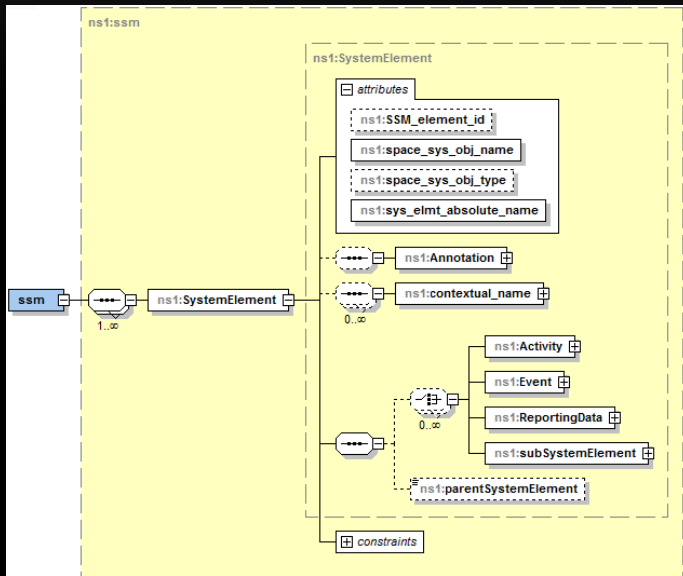 ns1:ssm
ns1:SystemElement
attributes
ns1:SSM_element_id
ns1:space_sys_obj_name
ns1:space_sys_obj_type
ns1:sys_elmt_absolute_name
ns1:Annotation
ssm
ns1:SystemElement
ns1:contextual_name
1..∞
0..∞
ns1:Activity
ns1:Event
0..∞
ns1:ReportingData
ns1:subSystemElement
ns1:parentSystemElement
constraints